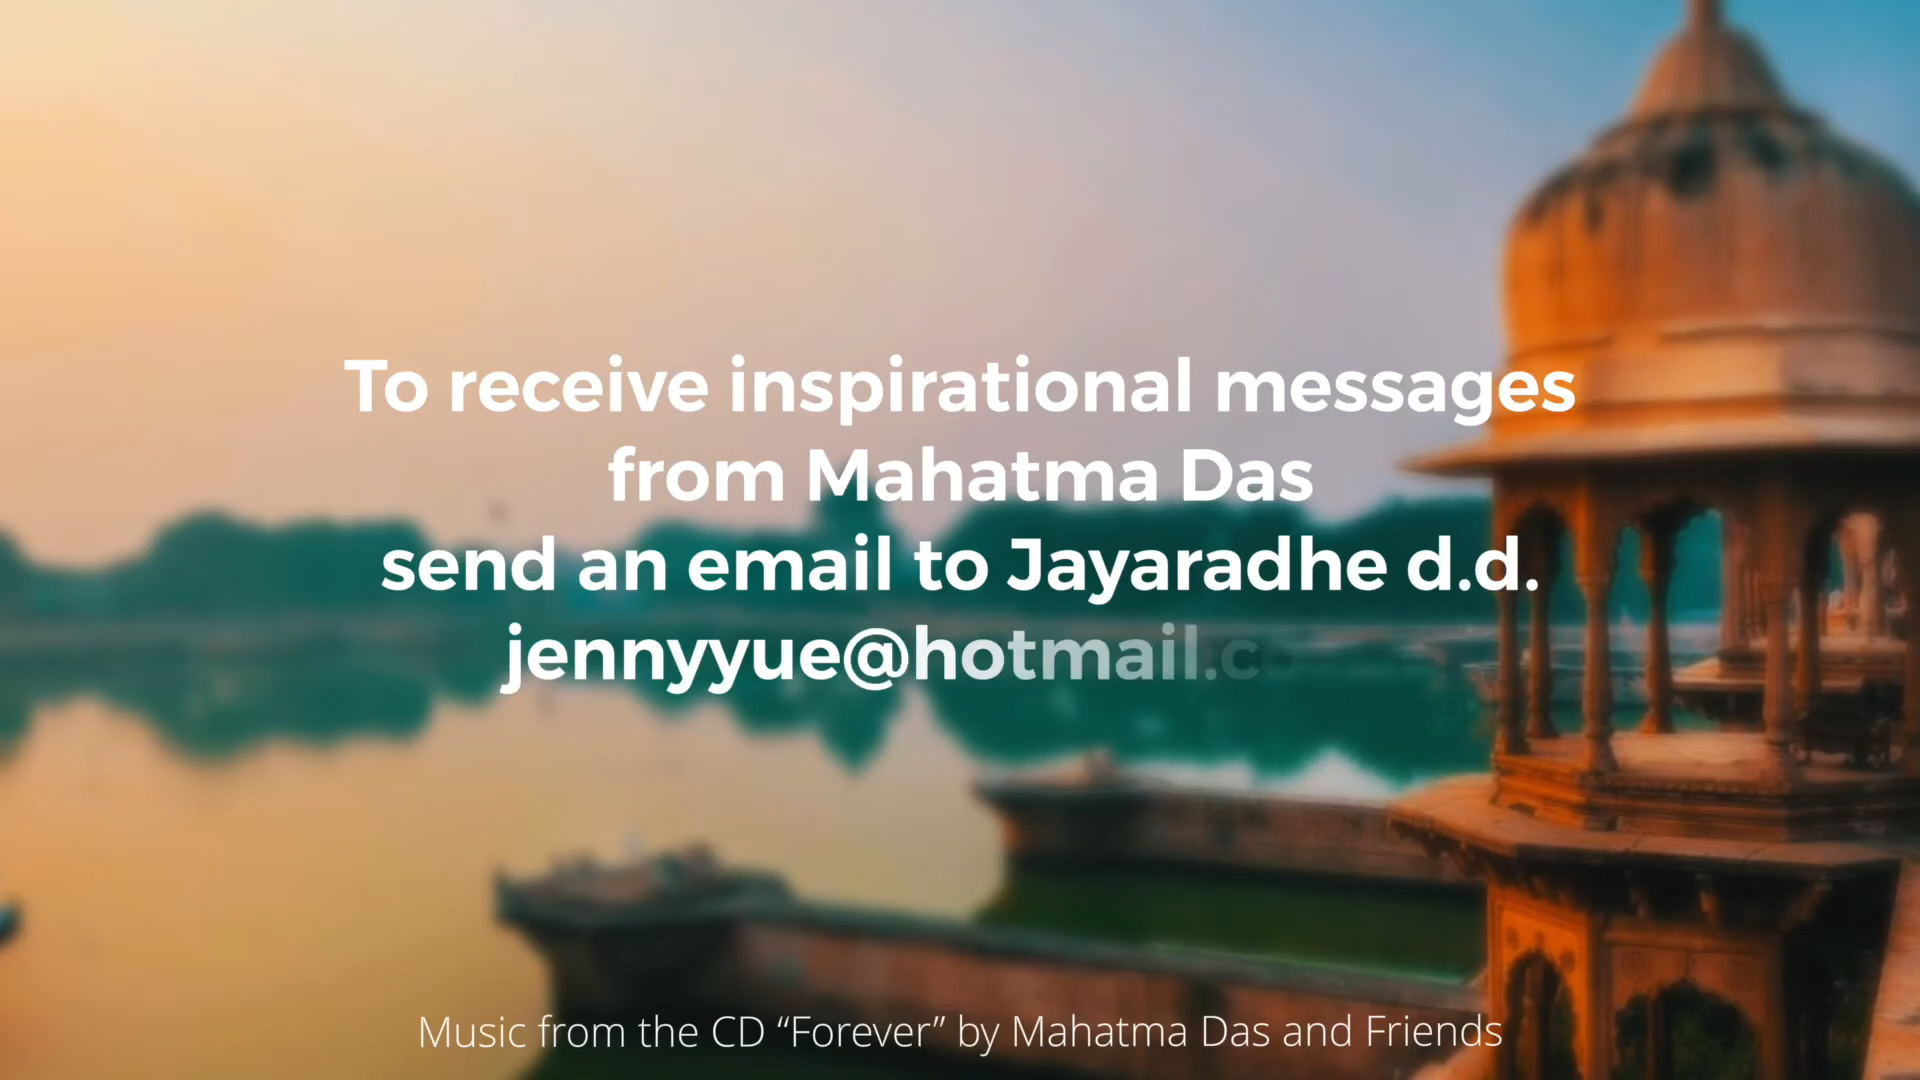 To receive inspirational messages
from Mahatma Das
send an email to Jayaradhe d.d.
jennyyue@hotmail.c
Music from the CD “Forever” by Mahatma Das and Friends